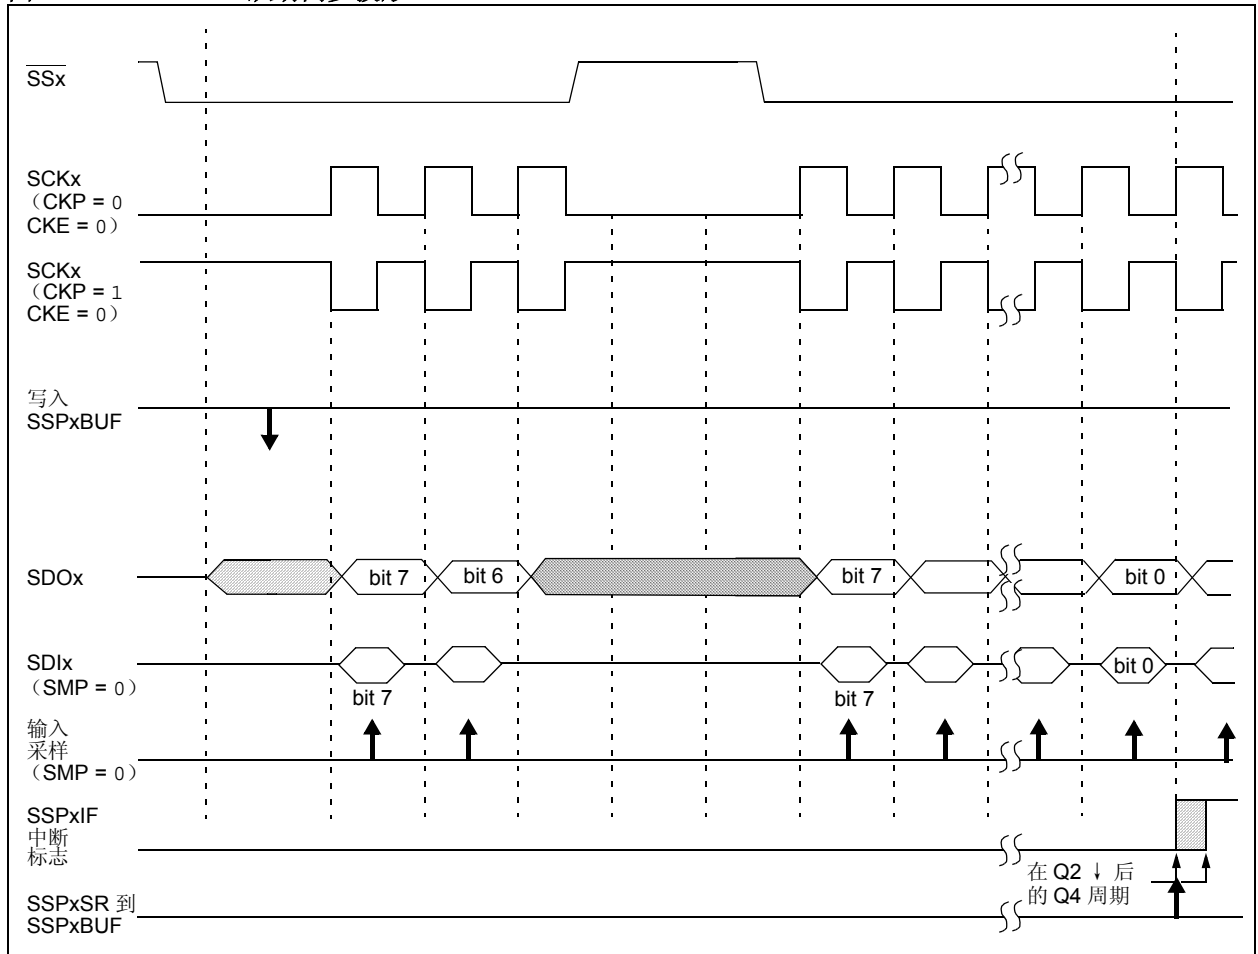 SSx
SCKx
（CKP = 0
CKE = 0）
SCKx
（CKP = 1
CKE = 0）
写入
SSPxBUF
SDOx
bit 7
bit 6
bit 7
bit 0
SDIx
（SMP = 0）
bit 7
bit 7
bit 0
输入
采样
（SMP = 0）
SSPxIF
中断
标志
在 Q2 ↓ 后
的 Q4 周期
SSPxSR 到
SSPxBUF